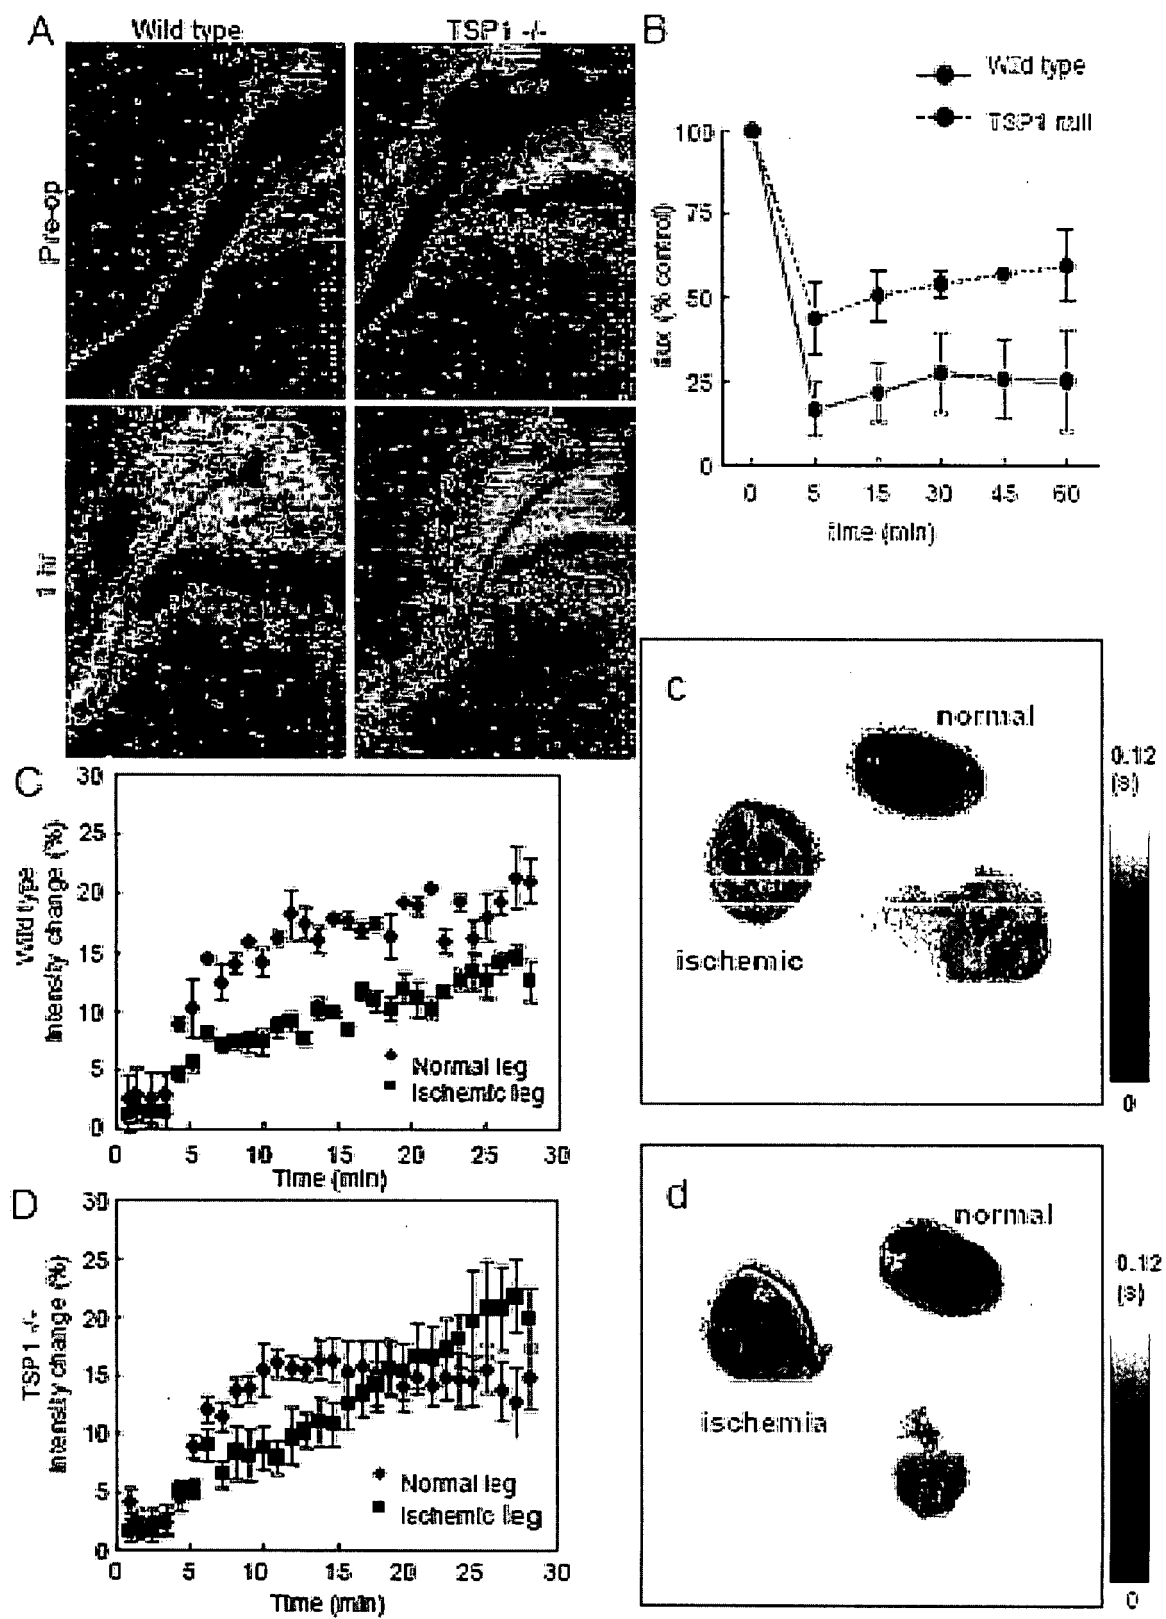 A
Wild type
TSP1 -/-
Pre-op
1 hr
B
Wild type
TSP1 null
100
75
50
25
0
flux (% control)
0 5 15 30 45 60
time (min)
c
normal
ischemic
0.12
(s)
0
C
30
25
20
15
10
5
0
Wild type
Intensity change (%)
Normal leg
Ischemic leg
0 5 10 15 20 25 30
Time (min)
D
30
25
20
15
10
5
0
TSP1 -/-
Intensity change (%)
Normal leg
Ischemic leg
0 5 10 15 20 25 30
Time (min)
d
normal
ischemia
0.12
(s)
0